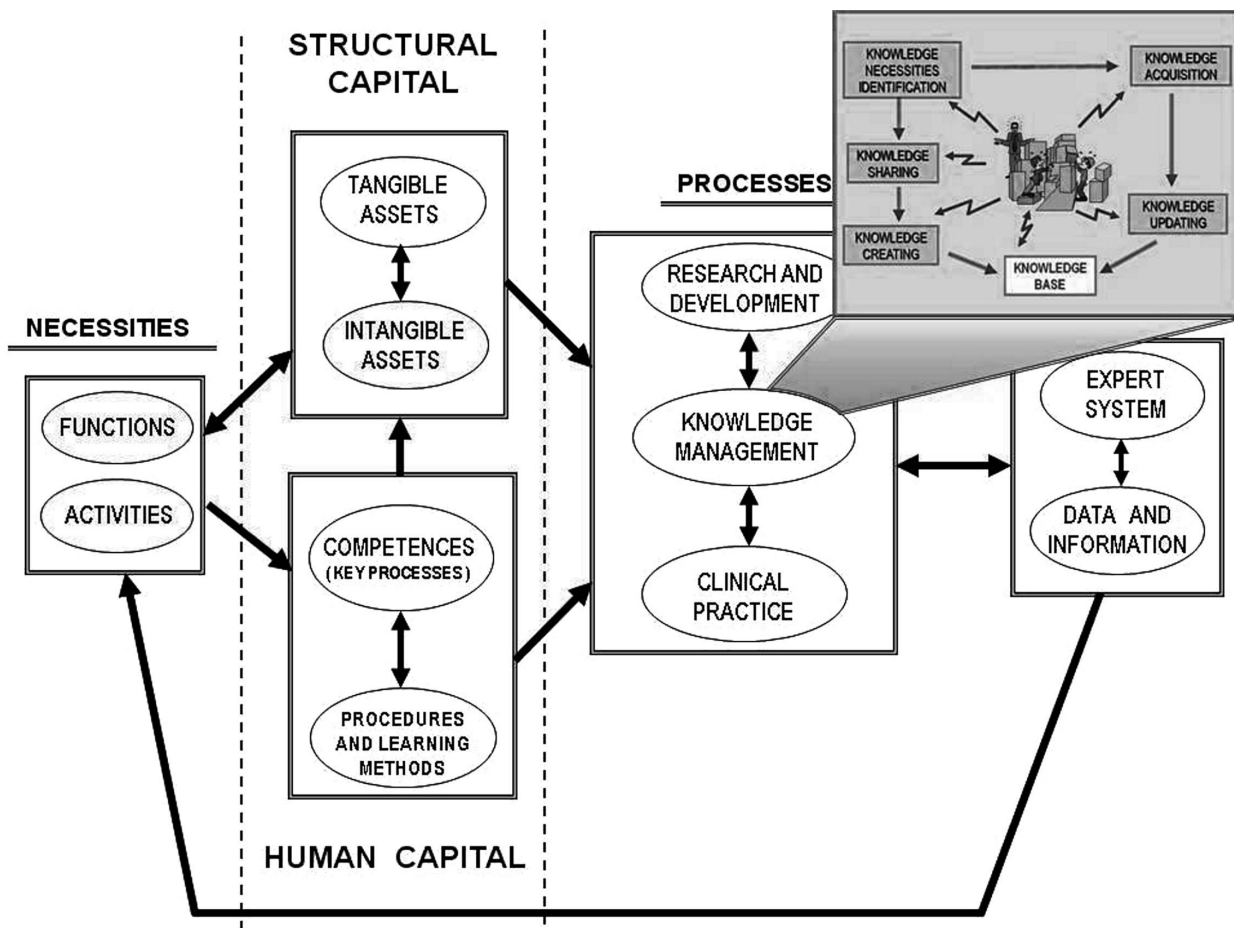 STRUCTURAL
CAPITAL
TANGIBLE
ASSETS
INTANGIBLE
ASSETS
NECESSITIES
FUNCTIONS
ACTIVITIES
COMPETENCES
(KEY PROCESSES)
PROCEDURES
AND LEARNING
METHODS
HUMAN CAPITAL
PROCESSES
RESEARCH AND
DEVELOPMENT
KNOWLEDGE
MANAGEMENT
CLINICAL
PRACTICE
KNOWLEDGE
NECESSITIES
IDENTIFICATION
KNOWLEDGE
ACQUISITION
KNOWLEDGE
SHARING
KNOWLEDGE
UPDATING
KNOWLEDGE
CREATING
KNOWLEDGE
BASE
EXPERT
SYSTEM
DATA AND
INFORMATION